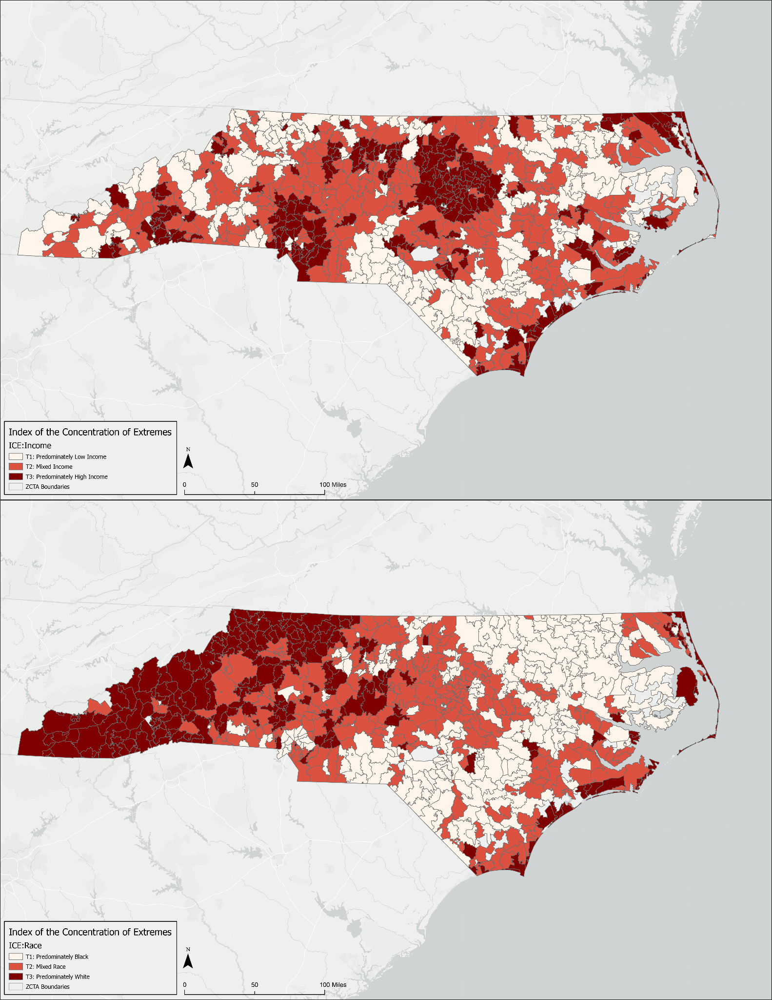 Index of the Concentration of Extremes
ICE:Income
T1: Predominately Low Income
T2: Mixed Income
T3: Predominately High Income
ZCTA Boundaries
N
0 50 100 Miles
Index of the Concentration of Extremes
ICE:Race
T1: Predominately Black
T2: Mixed Race
T3: Predominately White
ZCTA Boundaries
N
0 50 100 Miles